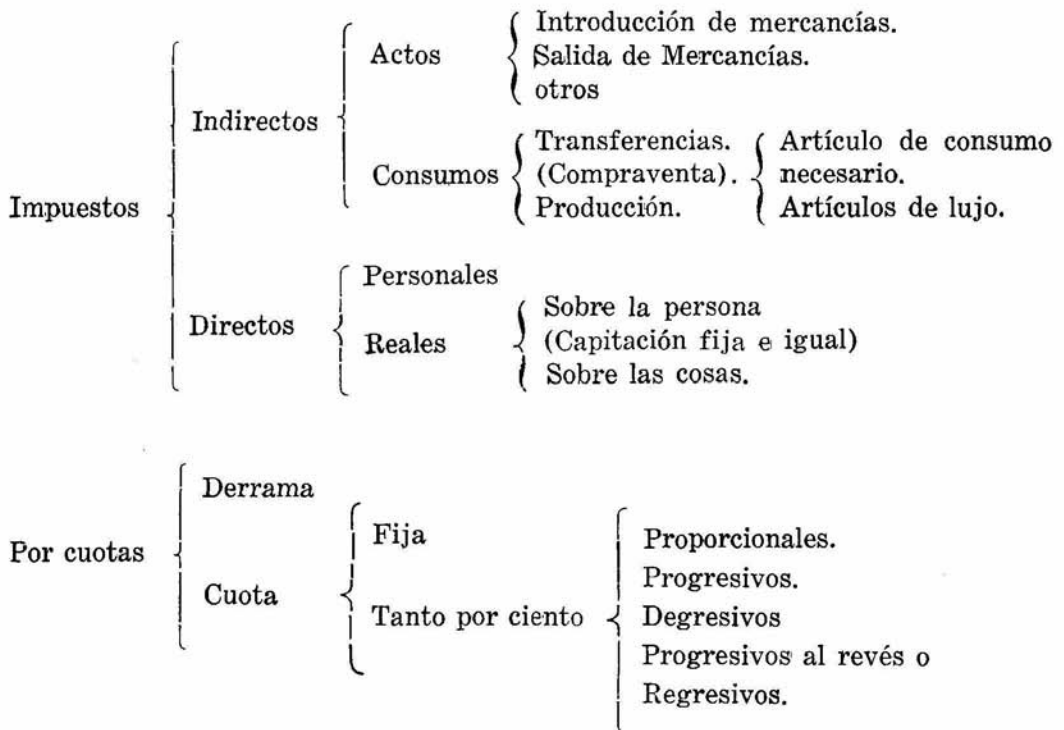 Impuestos
Indirectos
Actos
Introducción de mercancías.
Salida de Mercancías.
otros
Consumos
Transferencias.
(Compraventa).
Producción.
Artículo de consumo
necesario.
Artículos de lujo.
Directos
Personales
Reales
Sobre la persona
(Capitación fija e igual)
Sobre las cosas.
Por cuotas
Derrama
Cuota
Fija
Tanto por ciento
Proporcionales.
Progresivos.
Degresivos
Progresivos al revés o
Regresivos.